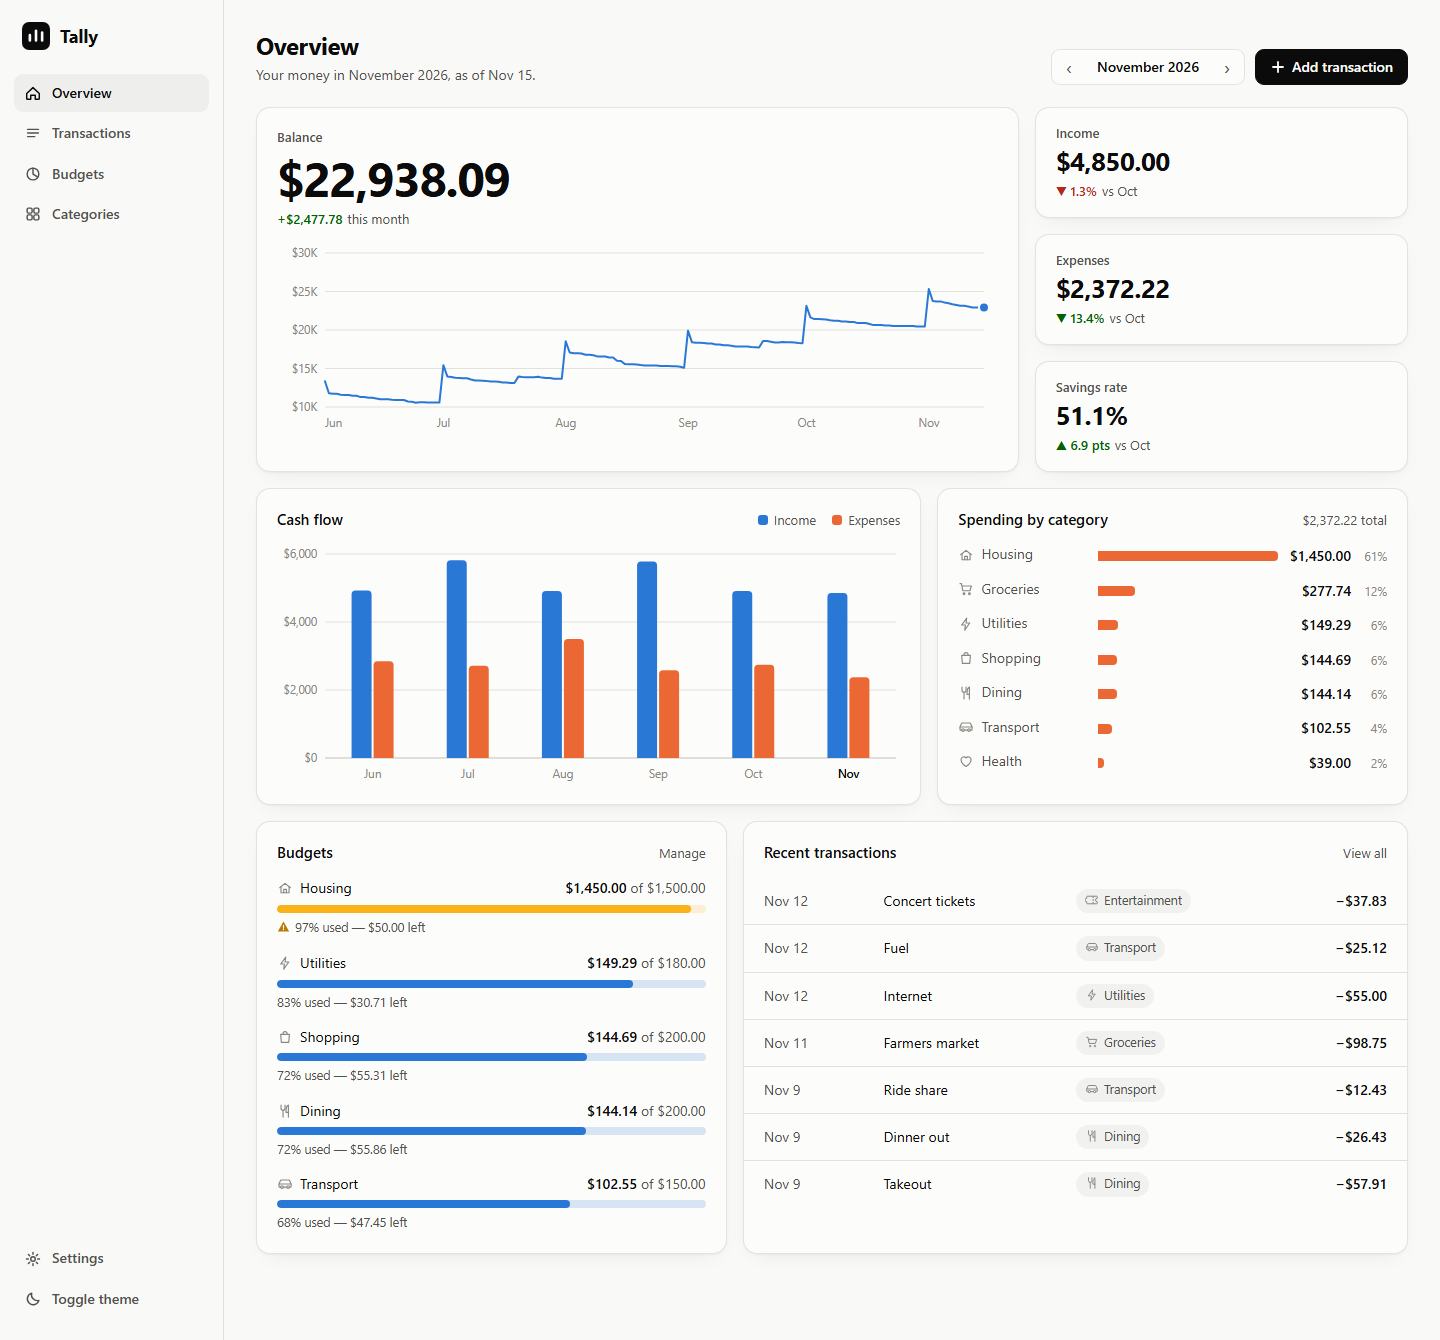 Tally
Overview
Transactions
Budgets
Categories
Settings
Toggle theme
Overview
Your money in November 2026, as of Nov 15.
‹ November 2026 ›
+ Add transaction
Balance
$22,938.09
+$2,477.78 this month
$30K
$25K
$20K
$15K
$10K
Jun Jul Aug Sep Oct Nov
Income
$4,850.00
▼ 1.3% vs Oct
Expenses
$2,372.22
▼ 13.4% vs Oct
Savings rate
51.1%
▲ 6.9 pts vs Oct
Cash flow
Income Expenses
$6,000
$4,000
$2,000
$0
Jun Jul Aug Sep Oct Nov
Spending by category $2,372.22 total
Housing $1,450.00 61%
Groceries $277.74 12%
Utilities $149.29 6%
Shopping $144.69 6%
Dining $144.14 6%
Transport $102.55 4%
Health $39.00 2%
Budgets Manage
Housing $1,450.00 of $1,500.00
97% used — $50.00 left
Utilities $149.29 of $180.00
83% used — $30.71 left
Shopping $144.69 of $200.00
72% used — $55.31 left
Dining $144.14 of $200.00
72% used — $55.86 left
Transport $102.55 of $150.00
68% used — $47.45 left
Recent transactions View all
Nov 12 Concert tickets Entertainment −$37.83
Nov 12 Fuel Transport −$25.12
Nov 12 Internet Utilities −$55.00
Nov 11 Farmers market Groceries −$98.75
Nov 9 Ride share Transport −$12.43
Nov 9 Dinner out Dining −$26.43
Nov 9 Takeout Dining −$57.91